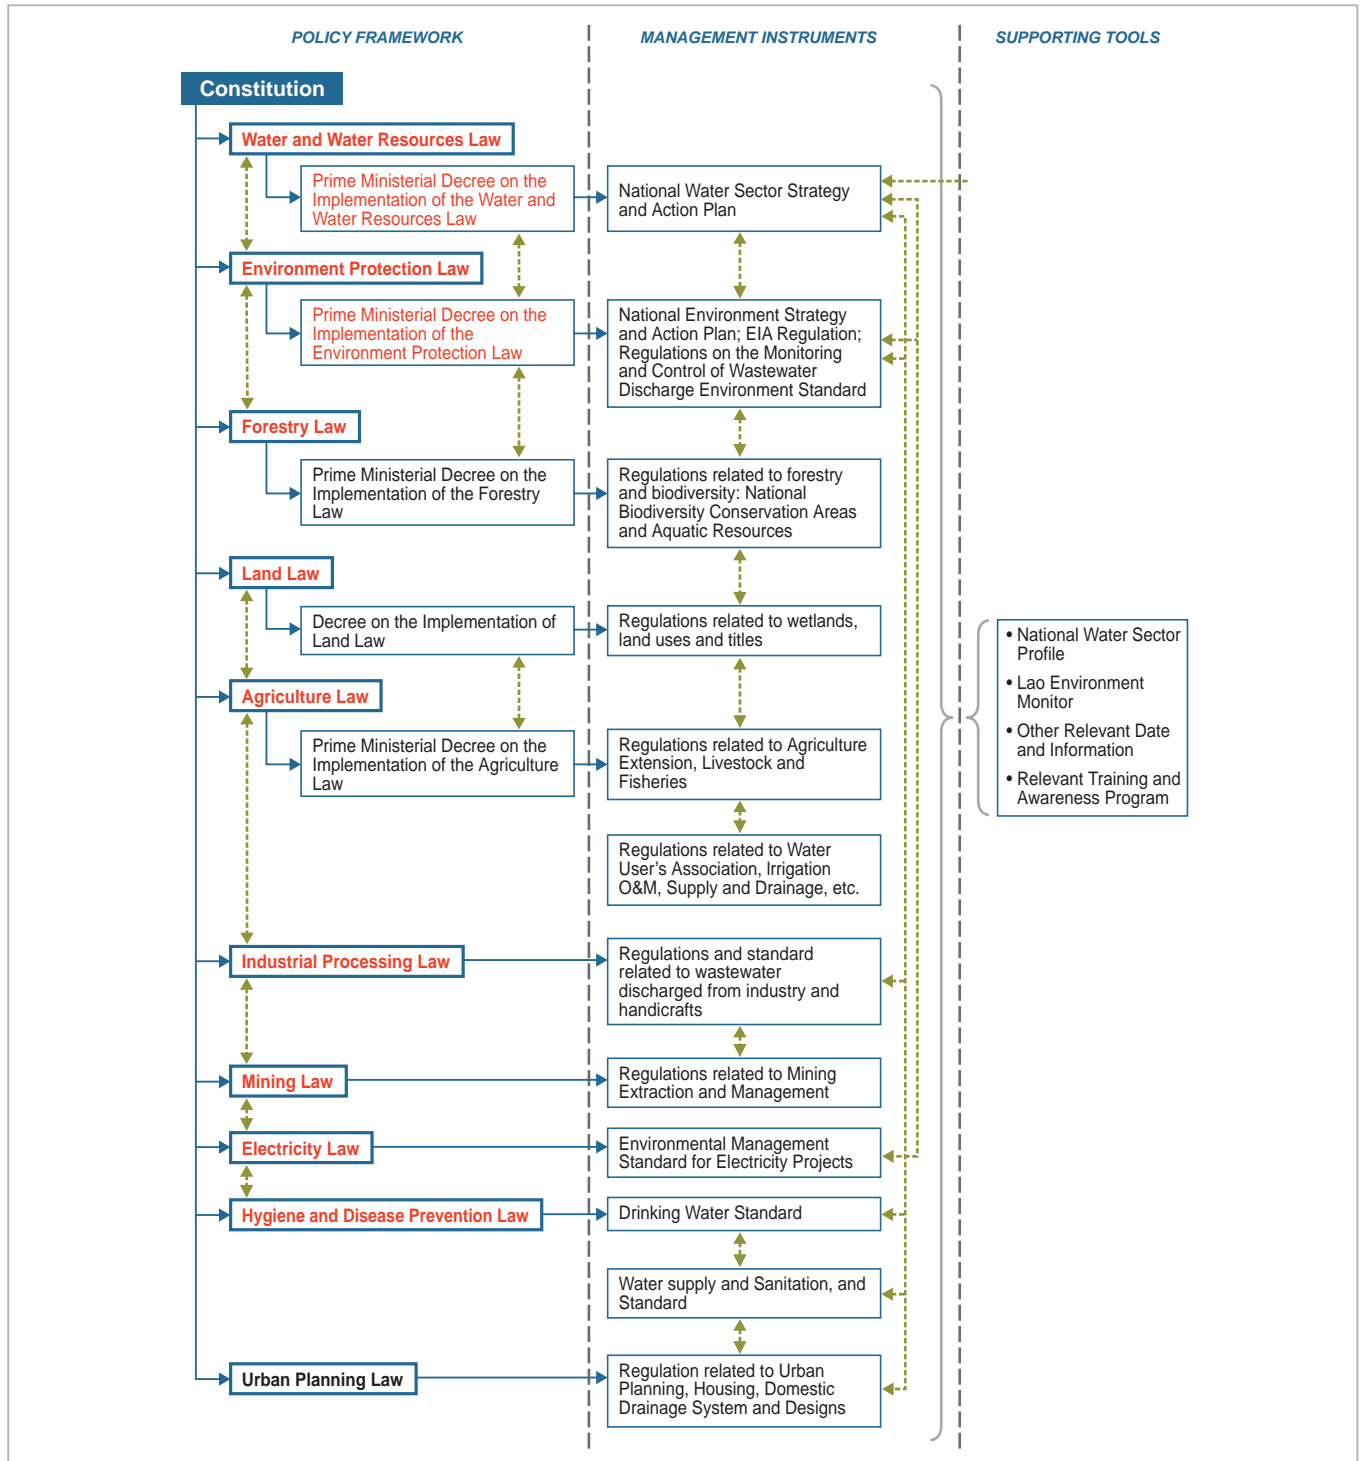 POLICY FRAMEWORK
MANAGEMENT INSTRUMENTS
SUPPORTING TOOLS
Constitution
Water and Water Resources Law
Prime Ministerial Decree on the
Implementation of the Water and
Water Resources Law
National Water Sector Strategy
and Action Plan
Environment Protection Law
Prime Ministerial Decree on the
Implementation of the
Environment Protection Law
National Environment Strategy
and Action Plan; EIA Regulation;
Regulations on the Monitoring
and Control of Wastewater
Discharge Environment Standard
Forestry Law
Prime Ministerial Decree on the
Implementation of the Forestry
Law
Regulations related to forestry
and biodiversity: National
Biodiversity Conservation Areas
and Aquatic Resources
Land Law
Decree on the Implementation of
Land Law
Regulations related to wetlands,
land uses and titles
Agriculture Law
Prime Ministerial Decree on the
Implementation of the Agriculture
Law
Regulations related to Agriculture
Extension, Livestock and
Fisheries
Regulations related to Water
User's Association, Irrigation
O&M, Supply and Drainage, etc.
Industrial Processing Law
Regulations and standard
related to wastewater
discharged from industry and
handicrafts
Mining Law
Regulations related to Mining
Extraction and Management
Electricity Law
Environmental Management
Standard for Electricity Projects
Hygiene and Disease Prevention Law
Drinking Water Standard
Water supply and Sanitation, and
Standard
Urban Planning Law
Regulation related to Urban
Planning, Housing, Domestic
Drainage System and Designs
• National Water Sector
Profile
• Lao Environment
Monitor
• Other Relevant Date
and Information
• Relevant Training and
Awareness Program